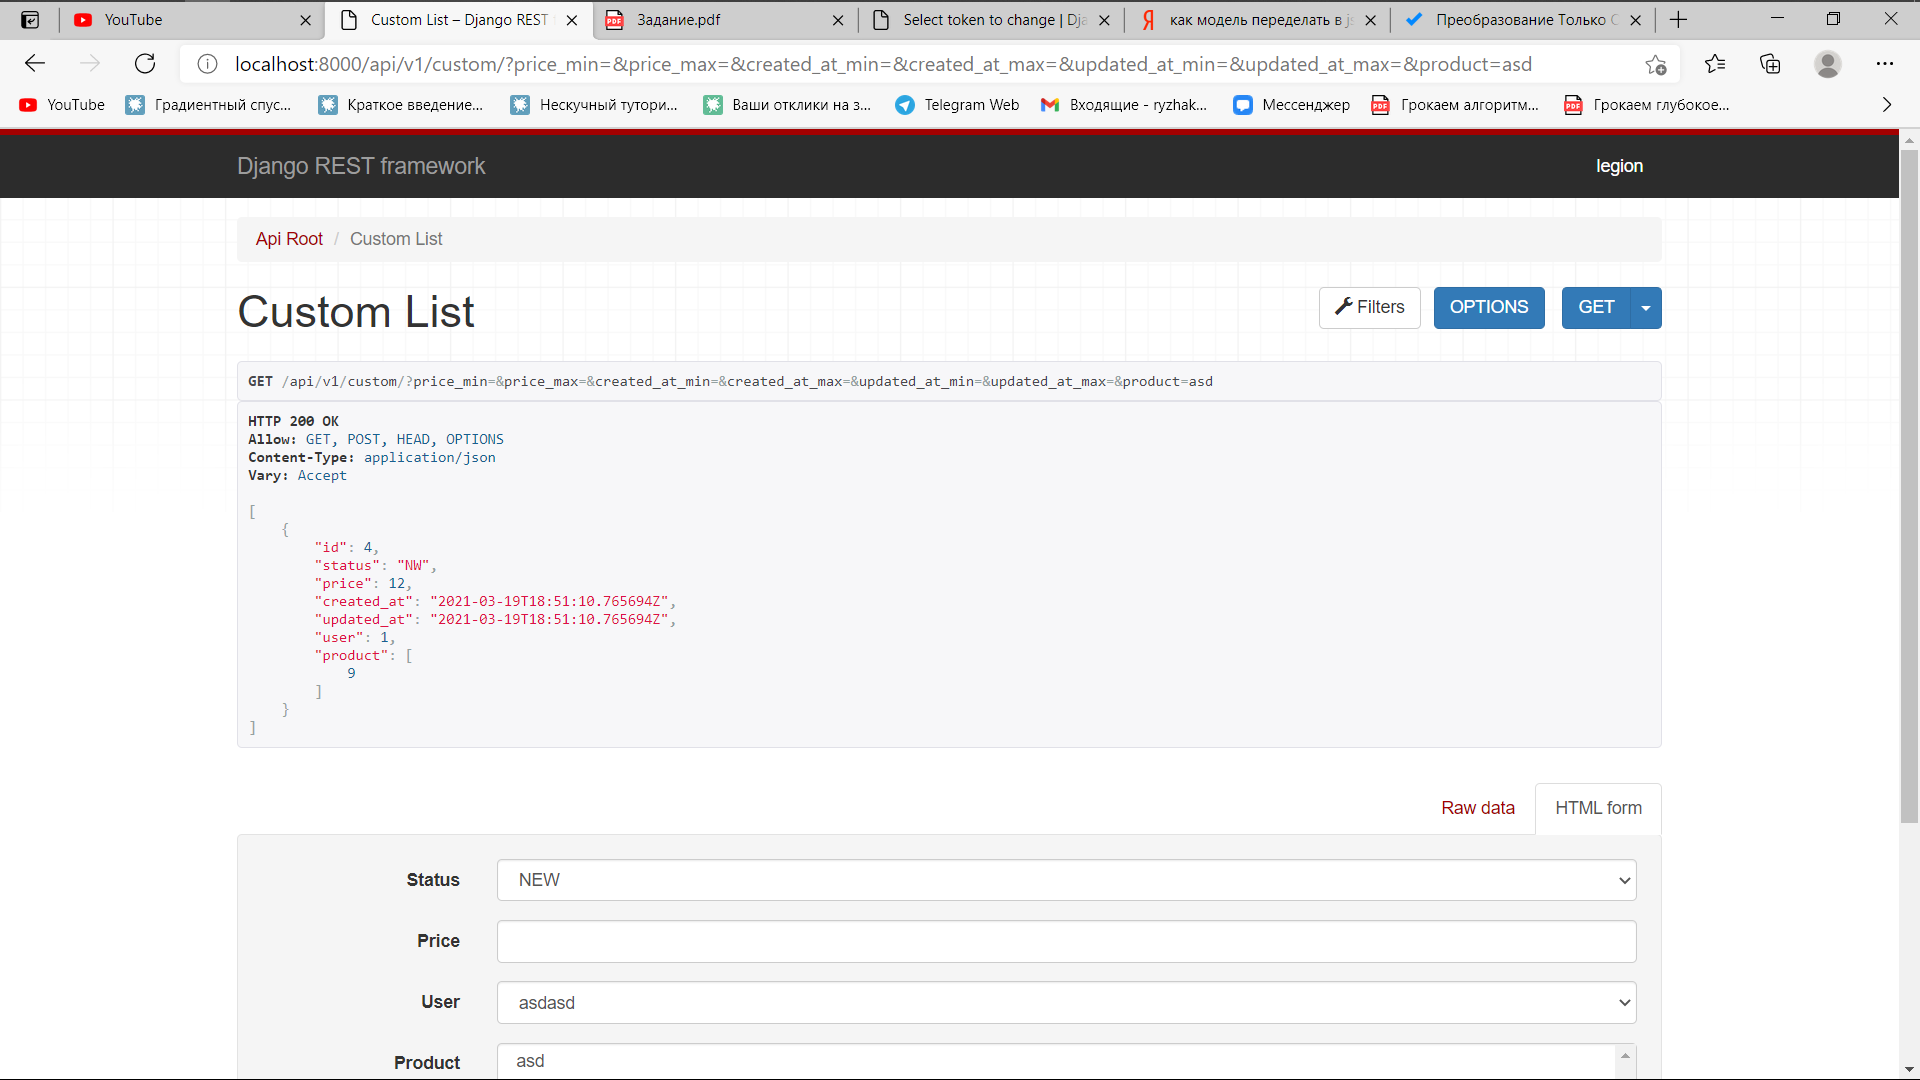 YouTube
Custom List – Django REST
Задание.pdf
Select token to change | Dja
как модель переделать в js
Преобразование Только С
localhost:8000/api/v1/custom/?price_min=&price_max=&created_at_min=&created_at_max=&updated_at_min=&updated_at_max=&product=asd
YouTube
Градиентный спус...
Краткое введение...
Нескучный тутори...
Ваши отклики на з...
Telegram Web
Входящие - ryzhak...
Мессенджер
Грокаем алгоритм...
Грокаем глубокое...
Django REST framework
legion
Api Root / Custom List
Custom List
Filters
OPTIONS
GET
GET /api/v1/custom/?price_min=&price_max=&created_at_min=&created_at_max=&updated_at_min=&updated_at_max=&product=asd
HTTP 200 OK
Allow: GET, POST, HEAD, OPTIONS
Content-Type: application/json
Vary: Accept
[
{
"id": 4,
"status": "NW",
"price": 12,
"created_at": "2021-03-19T18:51:10.765694Z",
"updated_at": "2021-03-19T18:51:10.765694Z",
"user": 1,
"product": [
9
]
}
]
Raw data
HTML form
Status
NEW
Price
User
asdasd
Product
asd